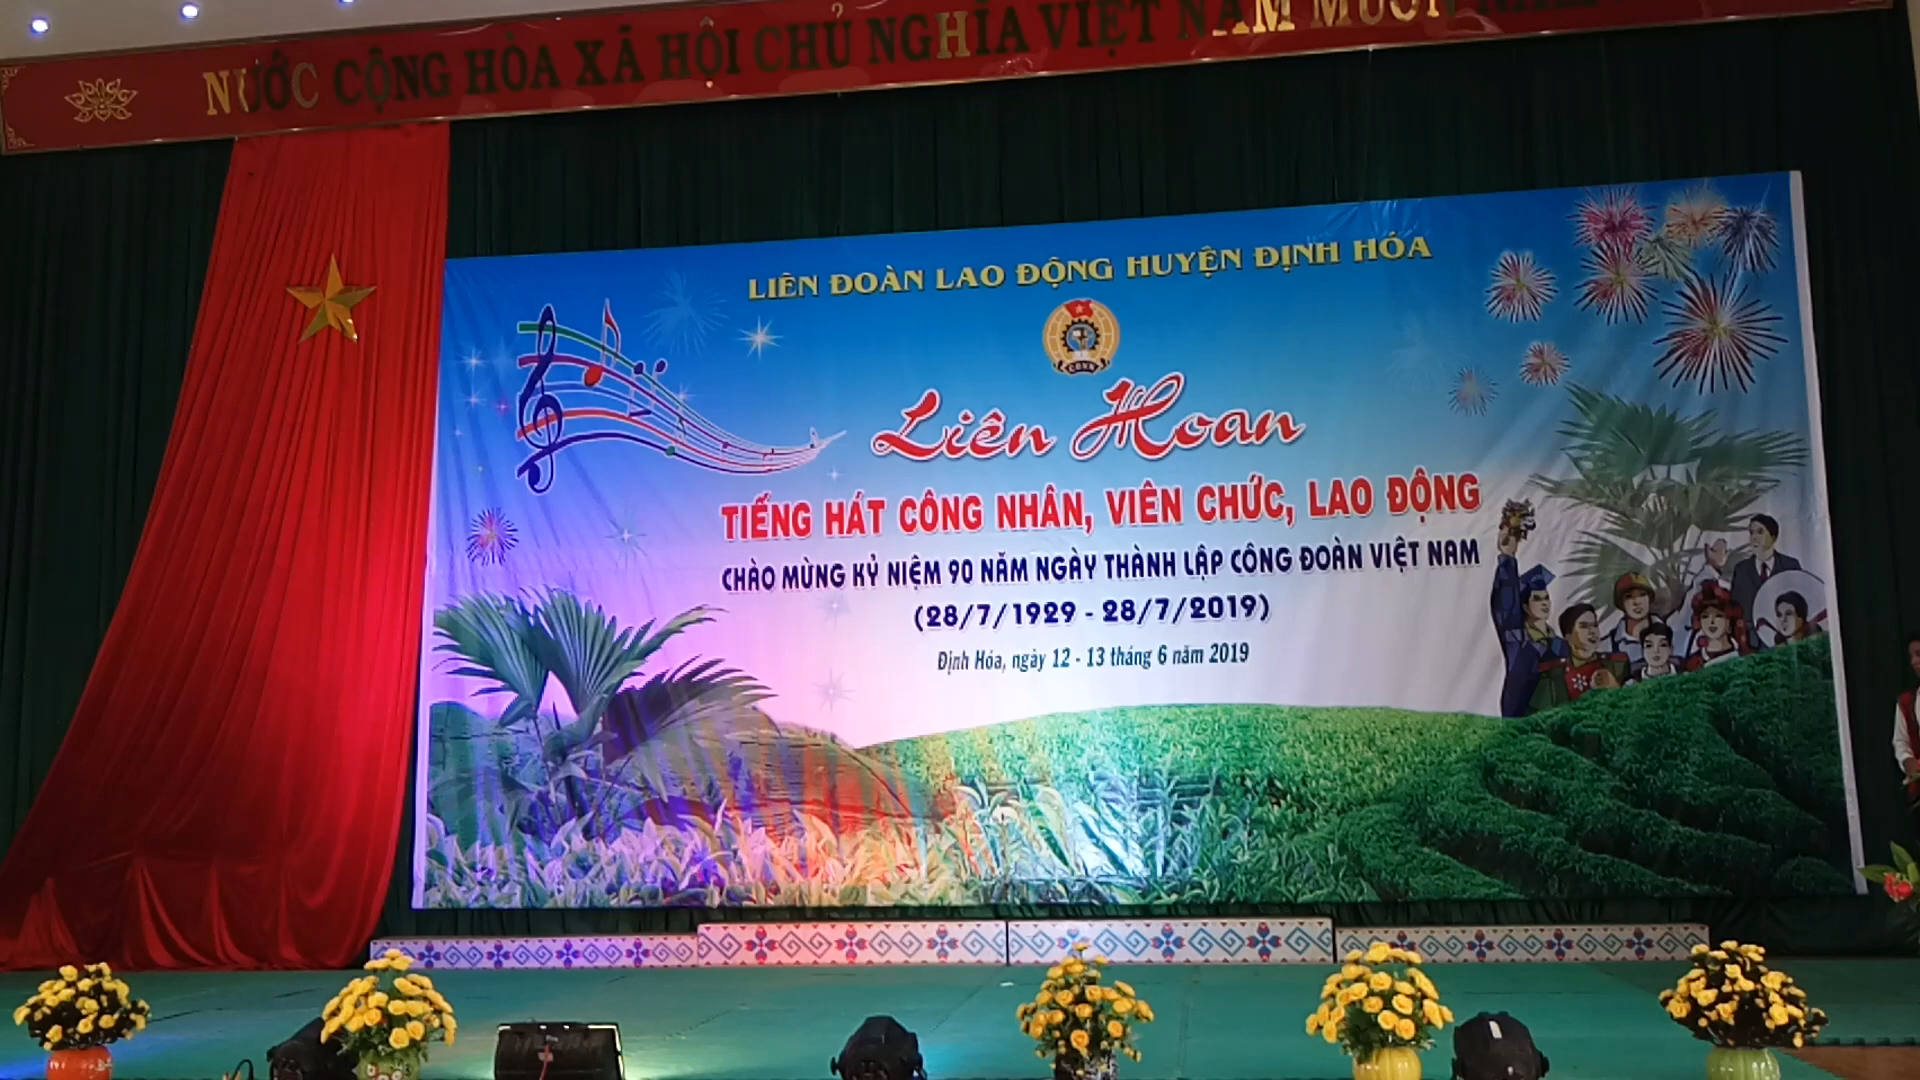 NƯỚC CỘNG HÒA XÃ HỘI CHỦ NGHĨA VIỆT NAM MUÔN
LIÊN ĐOÀN LAO ĐỘNG HUYỆN ĐỊNH HÓA
Liên Hoan
TIẾNG HÁT CÔNG NHÂN, VIÊN CHỨC, LAO ĐỘNG
CHÀO MỪNG KỶ NIỆM 90 NĂM NGÀY THÀNH LẬP CÔNG ĐOÀN VIỆT NAM
(28/7/1929 - 28/7/2019)
Định Hóa, ngày 12 - 13 tháng 6 năm 2019